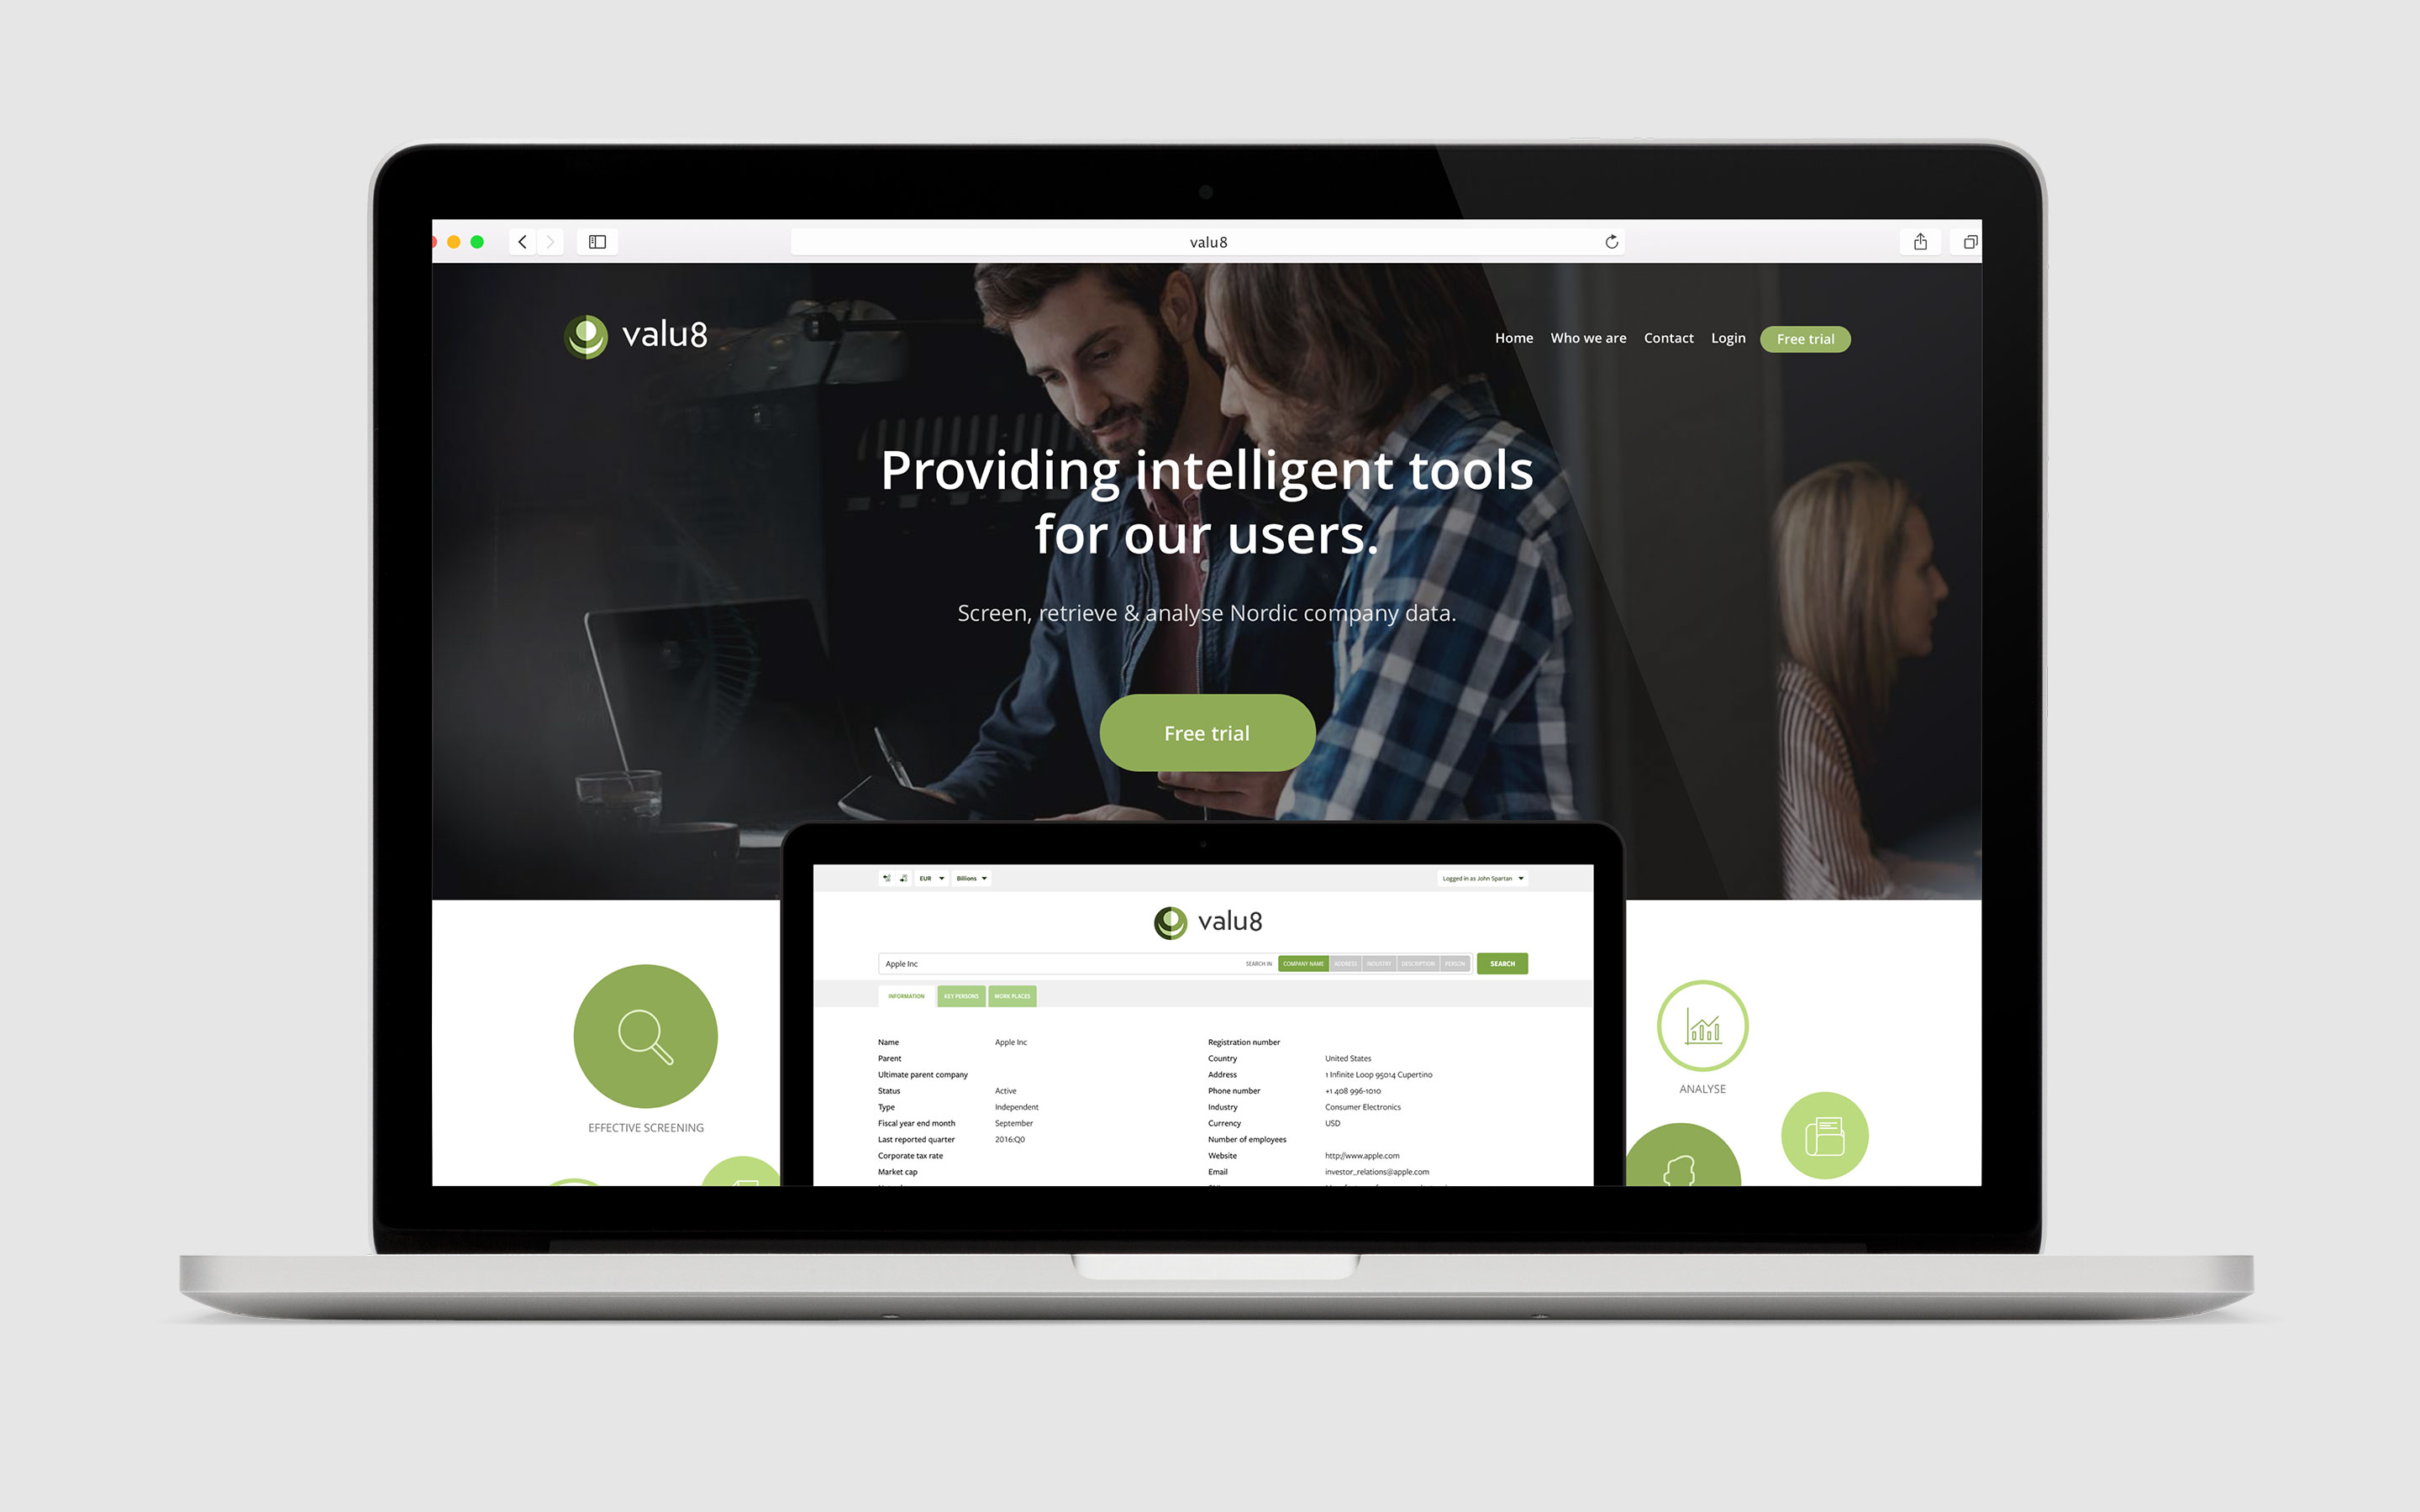 valu8
valu8
Home Who we are Contact Login Free trial
Providing intelligent tools
for our users.
Screen, retrieve & analyse Nordic company data.
Free trial
EUR Billions Logged in as John Spartan
valu8
Apple Inc SEARCH IN COMPANY NAME ADDRESS INDUSTRY DESCRIPTION PERSON SEARCH
INFORMATION KEY PERSONS WORK PLACES
Name Apple Inc Registration number
Parent Country United States
Ultimate parent company Address 1 Infinite Loop 95014 Cupertino
Status Active Phone number +1 408 996-1010
Type Independent Industry Consumer Electronics
Fiscal year end month September Currency USD
Last reported quarter 2016:Q0 Number of employees
Corporate tax rate Website http://www.apple.com
Market cap Email investor_relations@apple.com
EFFECTIVE SCREENING
ANALYSE